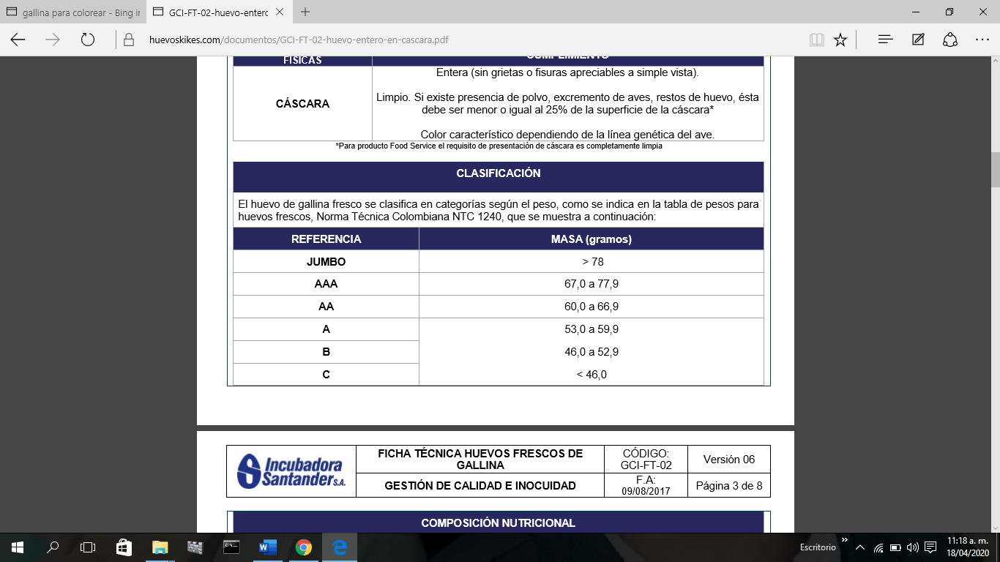 gallina para colorear - Bing ir
GCI-FT-02-huevo-enterc
huevoskikes.com/documentos/GCI-FT-02-huevo-entero-en-cascara.pdf
FÍSICAS
CUMPLIMIENTO
Entera (sin grietas o fisuras apreciables a simple vista).
CÁSCARA
Limpio. Si existe presencia de polvo, excremento de aves, restos de huevo, ésta
debe ser menor o igual al 25% de la superficie de la cáscara*
Color característico dependiendo de la línea genética del ave.
*Para producto Food Service el requisito de presentación de cáscara es completamente limpia
CLASIFICACIÓN
El huevo de gallina fresco se clasifica en categorías según el peso, como se indica en la tabla de pesos para
huevos frescos, Norma Técnica Colombiana NTC 1240, que se muestra a continuación:
REFERENCIA MASA (gramos)
JUMBO > 78
AAA 67,0 a 77,9
AA 60,0 a 66,9
A 53,0 a 59,9
B 46,0 a 52,9
C < 46,0
Incubadora
Santander S.A.
FICHA TÉCNICA HUEVOS FRESCOS DE
GALLINA
CÓDIGO:
GCI-FT-02
Versión 06
GESTIÓN DE CALIDAD E INOCUIDAD
F.A:
09/08/2017
Página 3 de 8
COMPOSICIÓN NUTRICIONAL
Escritorio
11:18 a. m.
18/04/2020